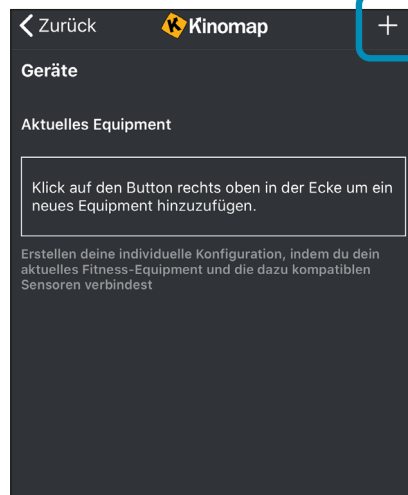 Zurück Kinomap +
Geräte
Aktuelles Equipment
Klick auf den Button rechts oben in der Ecke um ein
neues Equipment hinzuzufügen.
Erstellen deine individuelle Konfiguration, indem du dein
aktuelles Fitness-Equipment und die dazu kompatiblen
Sensoren verbindest